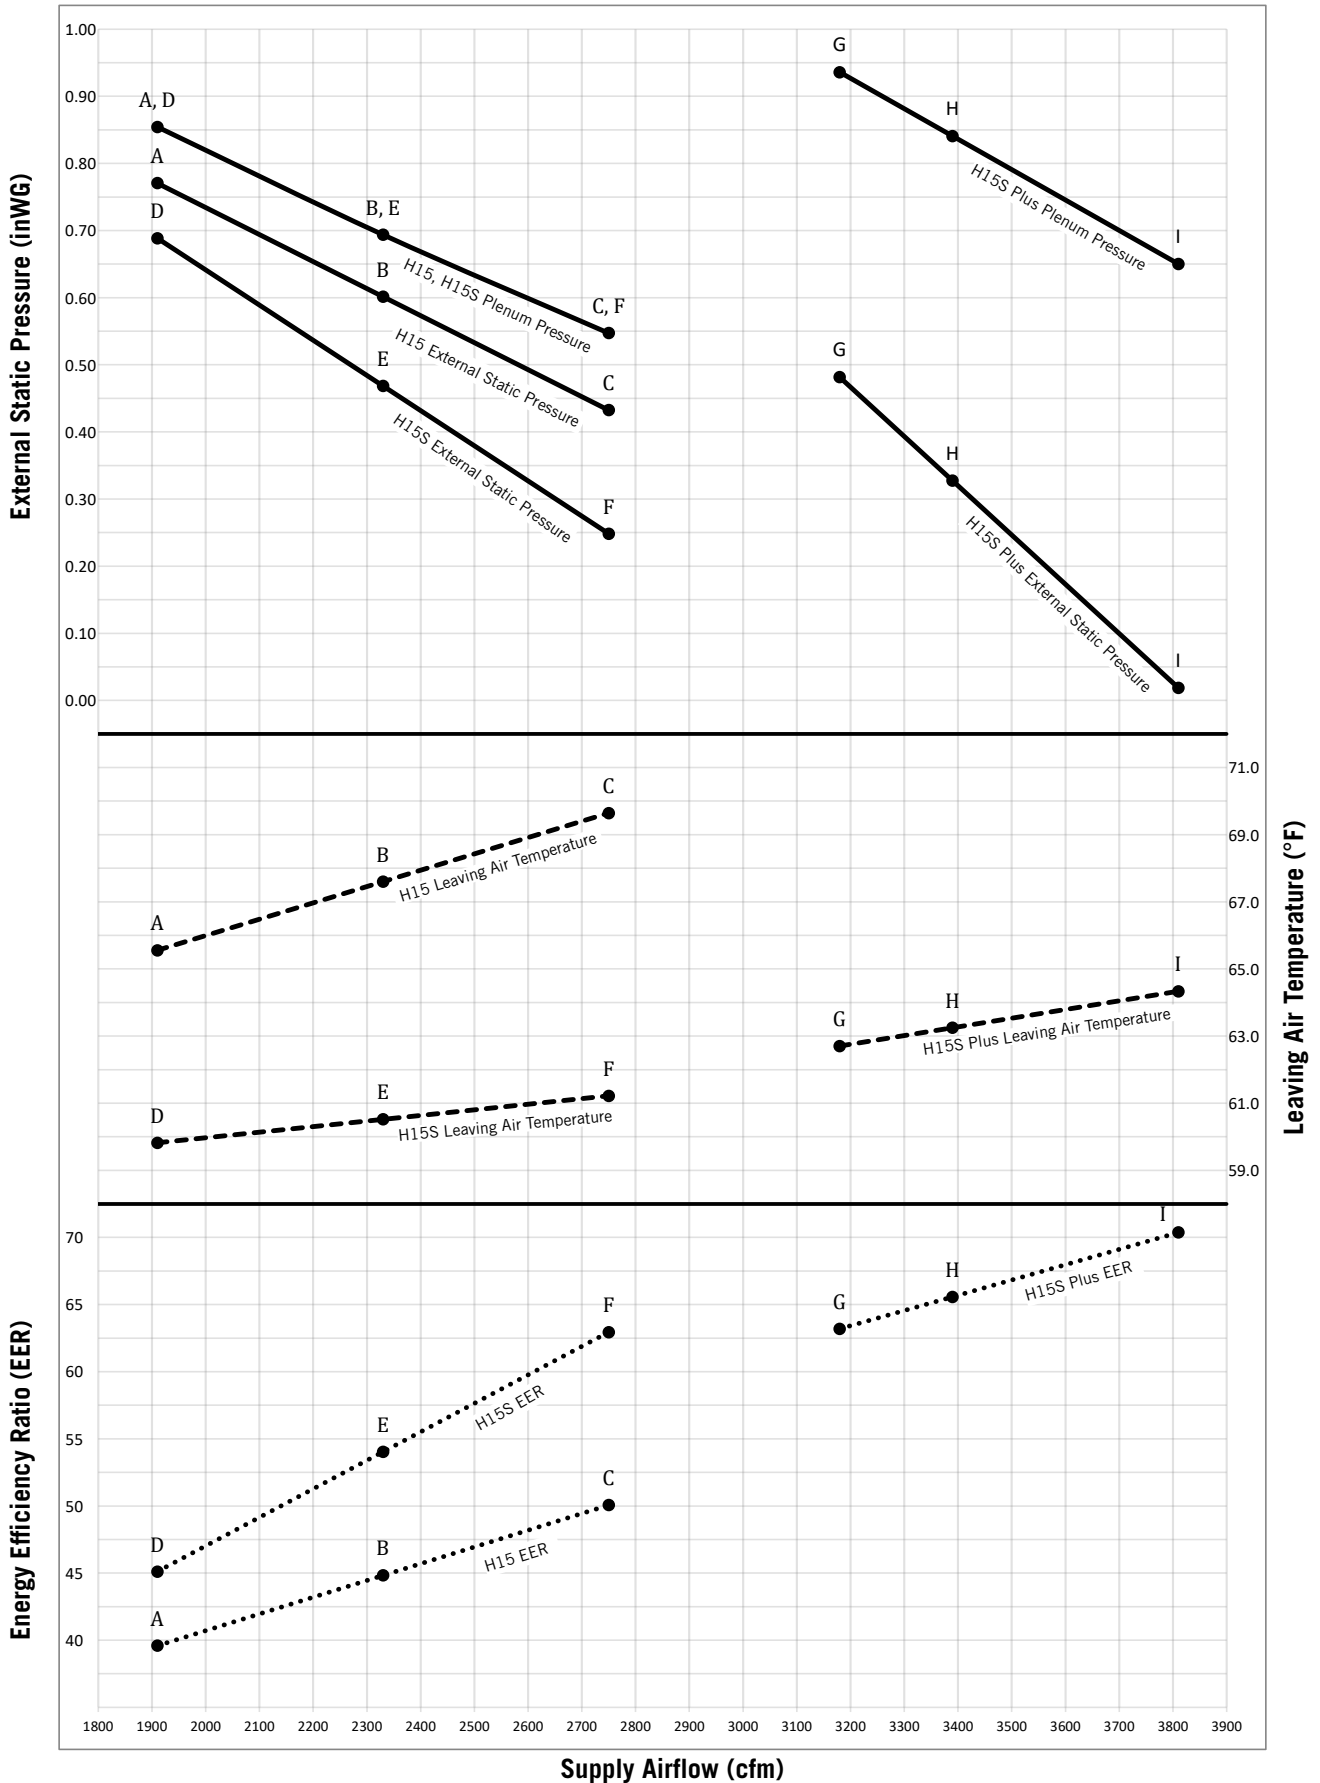 1.00
0.90
0.80
0.70
0.60
0.50
0.40
0.30
0.20
0.10
0.00
External Static Pressure (inWG)
A, D
B, E
C, F
H15, H15S Plenum Pressure
A
B
C
H15 External Static Pressure
D
E
F
H15S External Static Pressure
G
H
I
H15S Plus Plenum Pressure
G
H
I
H15S Plus External Static Pressure
71.0
69.0
67.0
65.0
63.0
61.0
59.0
Leaving Air Temperature (°F)
A
B
C
H15 Leaving Air Temperature
D
E
F
H15S Leaving Air Temperature
G
H
I
H15S Plus Leaving Air Temperature
70
65
60
55
50
45
40
Energy Efficiency Ratio (EER)
D
E
F
H15S EER
A
B
C
H15 EER
G
H
I
H15S Plus EER
1800 1900 2000 2100 2200 2300 2400 2500 2600 2700 2800 2900 3000 3100 3200 3300 3400 3500 3600 3700 3800 3900
Supply Airflow (cfm)